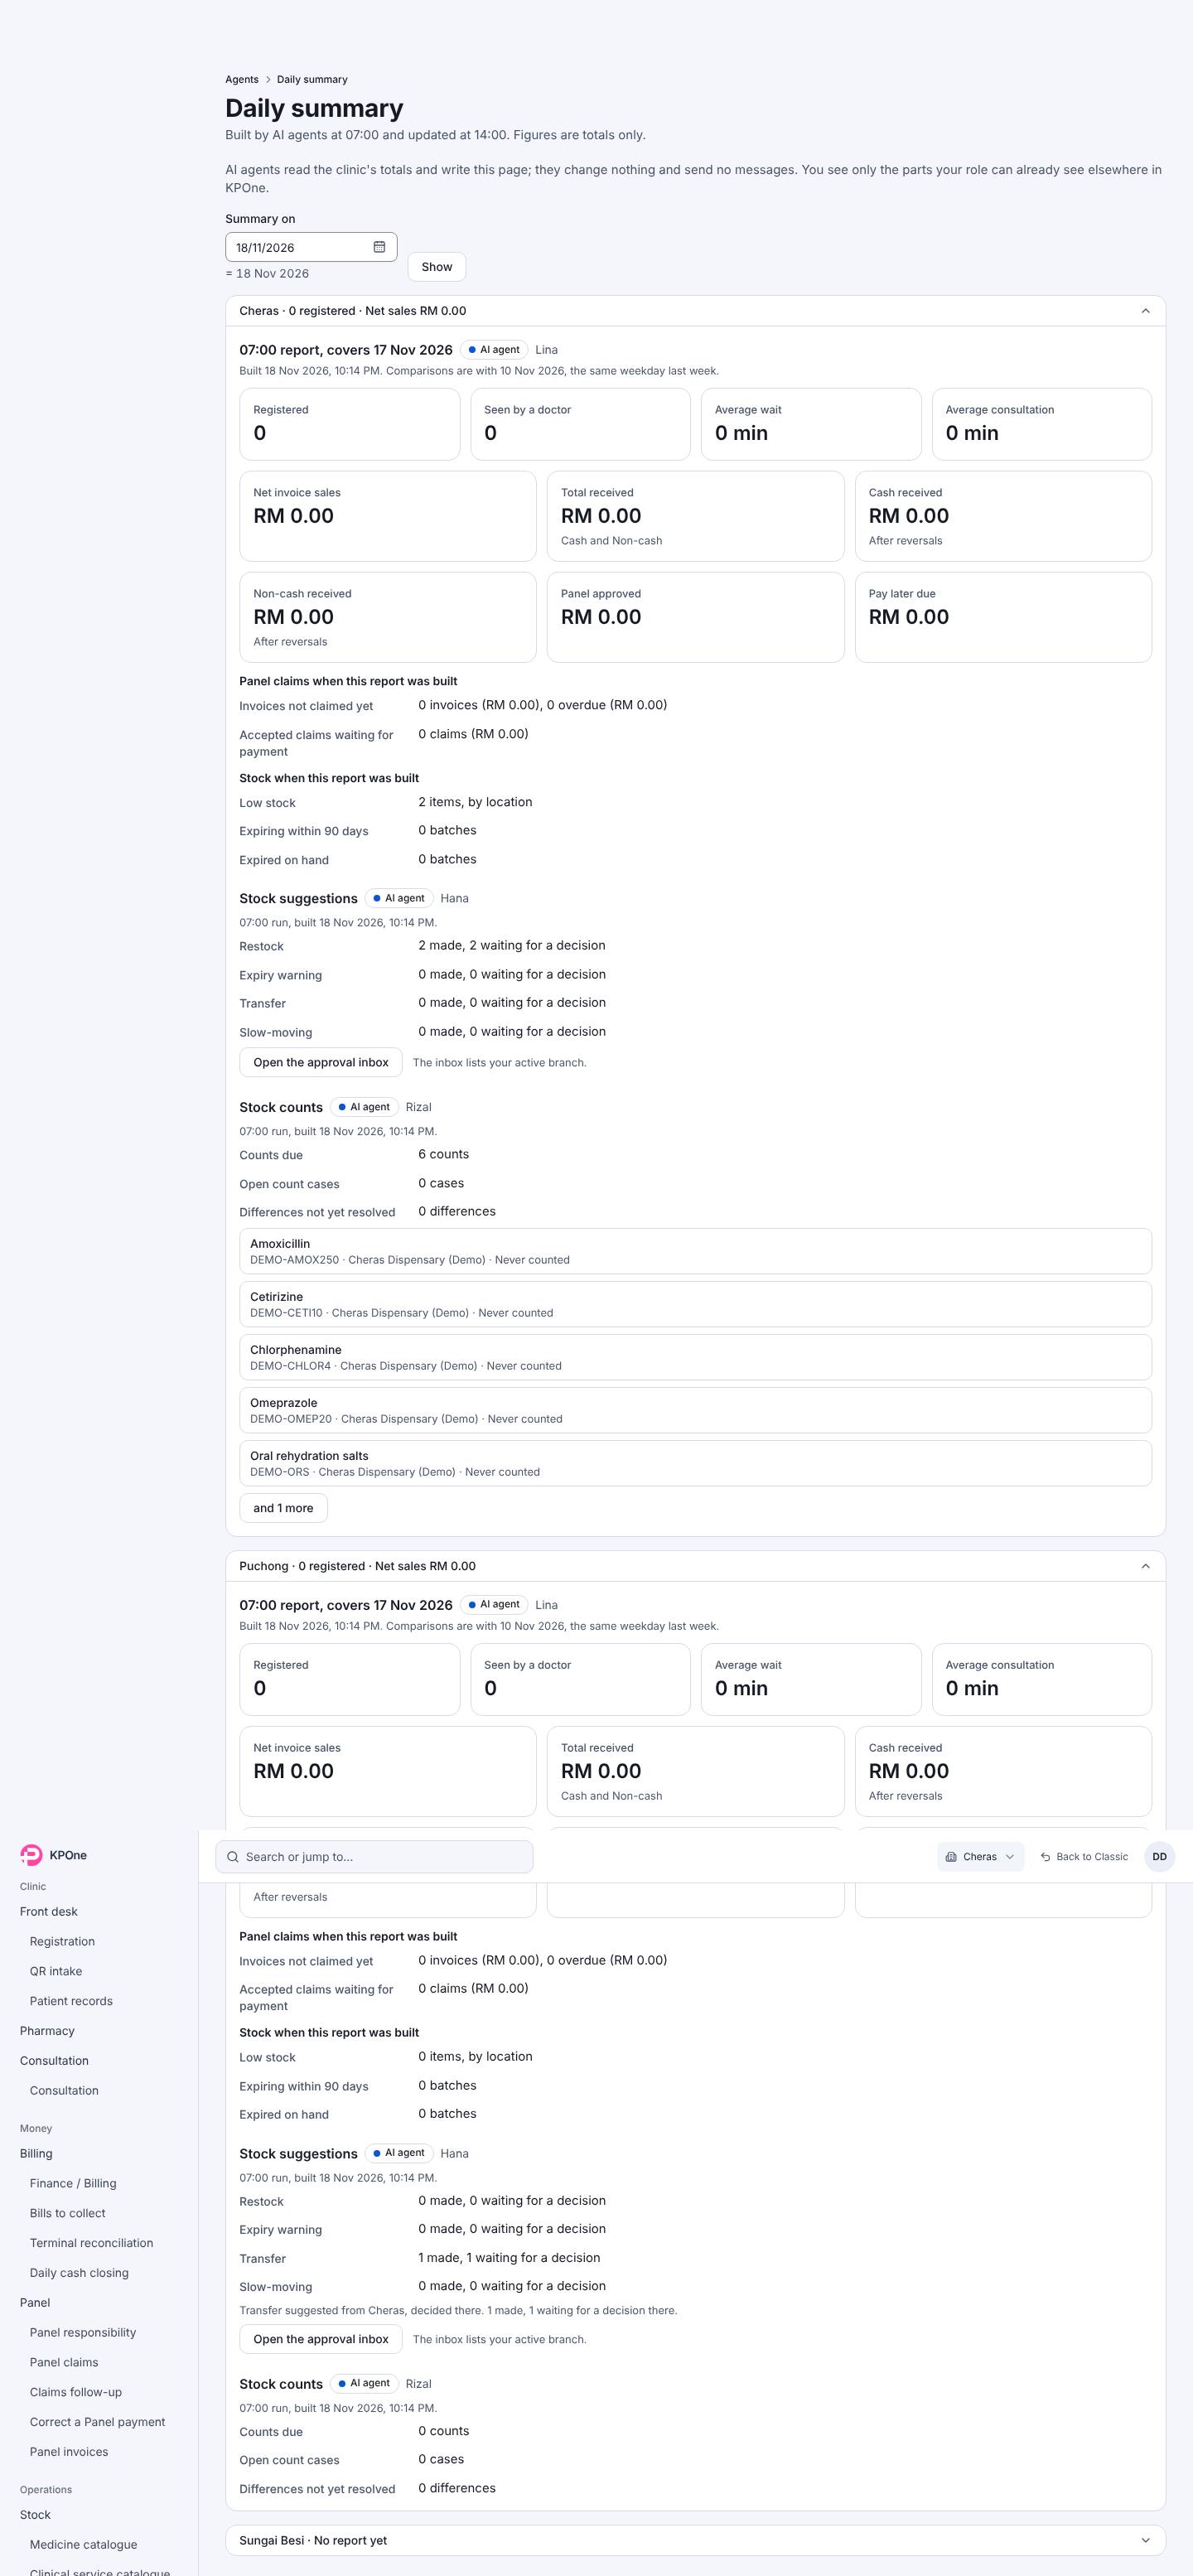 Agents > Daily summary
Daily summary
Built by AI agents at 07:00 and updated at 14:00. Figures are totals only.
AI agents read the clinic's totals and write this page; they change nothing and send no messages. You see only the parts your role can already see elsewhere in
KPOne.
Summary on
18/11/2026
= 18 Nov 2026
Show
Cheras · 0 registered · Net sales RM 0.00
07:00 report, covers 17 Nov 2026 AI agent Lina
Built 18 Nov 2026, 10:14 PM. Comparisons are with 10 Nov 2026, the same weekday last week.
Registered
0
Seen by a doctor
0
Average wait
0 min
Average consultation
0 min
Net invoice sales
RM 0.00
Total received
RM 0.00
Cash and Non-cash
Cash received
RM 0.00
After reversals
Non-cash received
RM 0.00
After reversals
Panel approved
RM 0.00
Pay later due
RM 0.00
Panel claims when this report was built
Invoices not claimed yet 0 invoices (RM 0.00), 0 overdue (RM 0.00)
Accepted claims waiting for 0 claims (RM 0.00)
payment
Stock when this report was built
Low stock 2 items, by location
Expiring within 90 days 0 batches
Expired on hand 0 batches
Stock suggestions AI agent Hana
07:00 run, built 18 Nov 2026, 10:14 PM.
Restock 2 made, 2 waiting for a decision
Expiry warning 0 made, 0 waiting for a decision
Transfer 0 made, 0 waiting for a decision
Slow-moving 0 made, 0 waiting for a decision
Open the approval inbox The inbox lists your active branch.
Stock counts AI agent Rizal
07:00 run, built 18 Nov 2026, 10:14 PM.
Counts due 6 counts
Open count cases 0 cases
Differences not yet resolved 0 differences
Amoxicillin
DEMO-AMOX250 · Cheras Dispensary (Demo) · Never counted
Cetirizine
DEMO-CETI10 · Cheras Dispensary (Demo) · Never counted
Chlorphenamine
DEMO-CHLOR4 · Cheras Dispensary (Demo) · Never counted
Omeprazole
DEMO-OMEP20 · Cheras Dispensary (Demo) · Never counted
Oral rehydration salts
DEMO-ORS · Cheras Dispensary (Demo) · Never counted
and 1 more
Puchong · 0 registered · Net sales RM 0.00
07:00 report, covers 17 Nov 2026 AI agent Lina
Built 18 Nov 2026, 10:14 PM. Comparisons are with 10 Nov 2026, the same weekday last week.
Registered
0
Seen by a doctor
0
Average wait
0 min
Average consultation
0 min
Net invoice sales
RM 0.00
Total received
RM 0.00
Cash and Non-cash
Cash received
RM 0.00
After reversals
KPOne
Search or jump to...
Cheras
Back to Classic
DD
After reversals
Panel claims when this report was built
Invoices not claimed yet 0 invoices (RM 0.00), 0 overdue (RM 0.00)
Accepted claims waiting for 0 claims (RM 0.00)
payment
Stock when this report was built
Low stock 0 items, by location
Expiring within 90 days 0 batches
Expired on hand 0 batches
Stock suggestions AI agent Hana
07:00 run, built 18 Nov 2026, 10:14 PM.
Restock 0 made, 0 waiting for a decision
Expiry warning 0 made, 0 waiting for a decision
Transfer 1 made, 1 waiting for a decision
Slow-moving 0 made, 0 waiting for a decision
Transfer suggested from Cheras, decided there. 1 made, 1 waiting for a decision there.
Open the approval inbox The inbox lists your active branch.
Stock counts AI agent Rizal
07:00 run, built 18 Nov 2026, 10:14 PM.
Counts due 0 counts
Open count cases 0 cases
Differences not yet resolved 0 differences
Sungai Besi · No report yet
Clinic
Front desk
Registration
QR intake
Patient records
Pharmacy
Consultation
Consultation
Money
Billing
Finance / Billing
Bills to collect
Terminal reconciliation
Daily cash closing
Panel
Panel responsibility
Panel claims
Claims follow-up
Correct a Panel payment
Panel invoices
Operations
Stock
Medicine catalogue
Clinical service catalogue